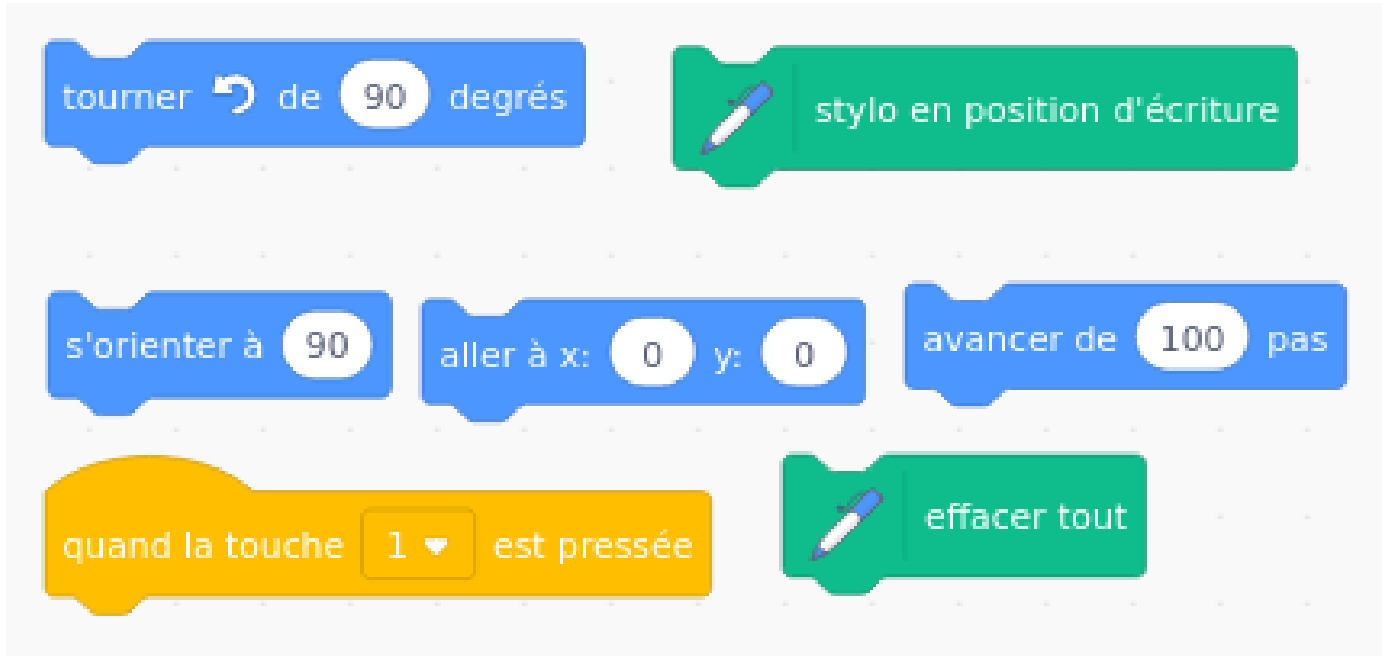 tourner de 90 degrés
stylo en position d'écriture
s'orienter à 90
aller à x: 0 y: 0
avancer de 100 pas
quand la touche 1 est pressée
effacer tout